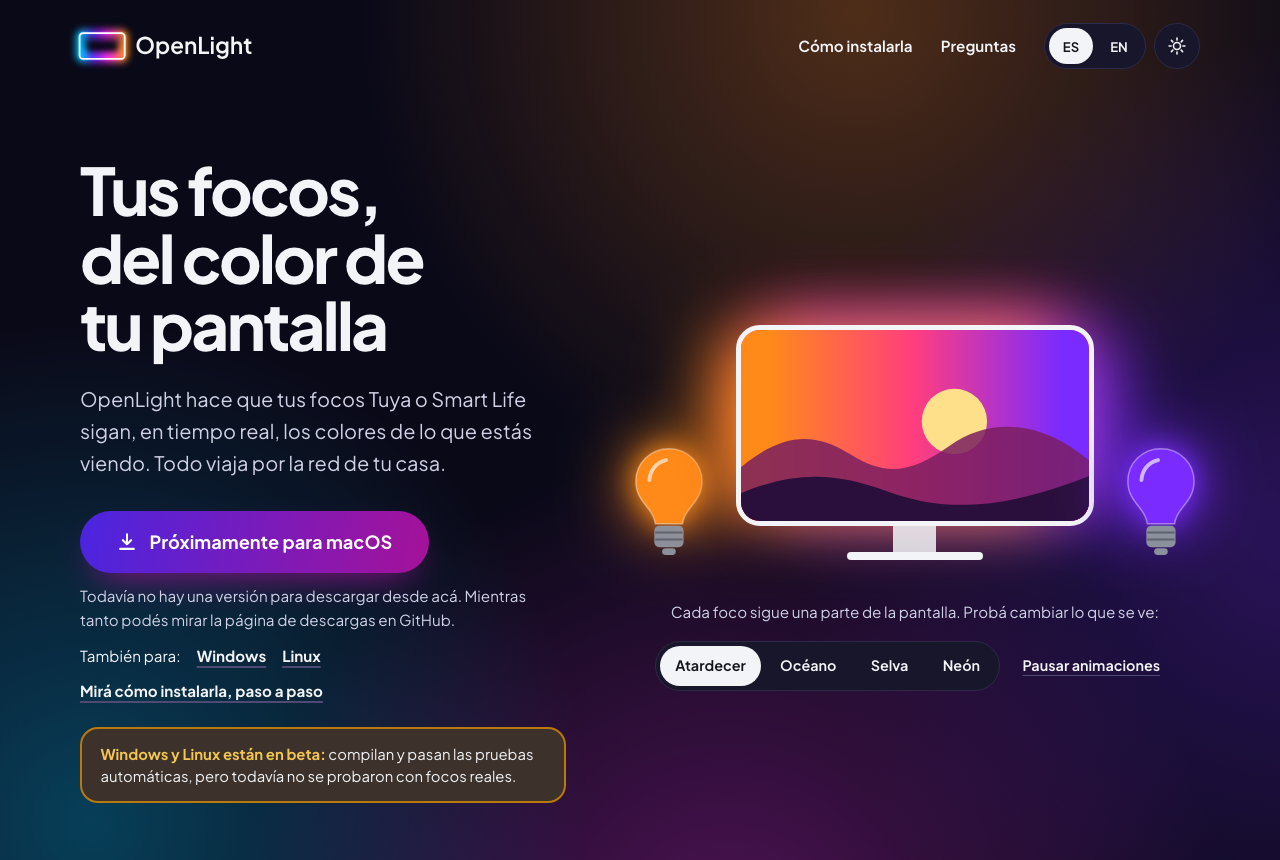 OpenLight
Cómo instalarla
Preguntas
ES
EN
Tus focos,
del color de
tu pantalla
OpenLight hace que tus focos Tuya o Smart Life
sigan, en tiempo real, los colores de lo que estás
viendo. Todo viaja por la red de tu casa.
Próximamente para macOS
Todavía no hay una versión para descargar desde acá. Mientras
tanto podés mirar la página de descargas en GitHub.
También para: Windows Linux
Mirá cómo instalarla, paso a paso
Windows y Linux están en beta: compilan y pasan las pruebas
automáticas, pero todavía no se probaron con focos reales.
Cada foco sigue una parte de la pantalla. Probá cambiar lo que se ve:
Atardecer
Océano
Selva
Neón
Pausar animaciones